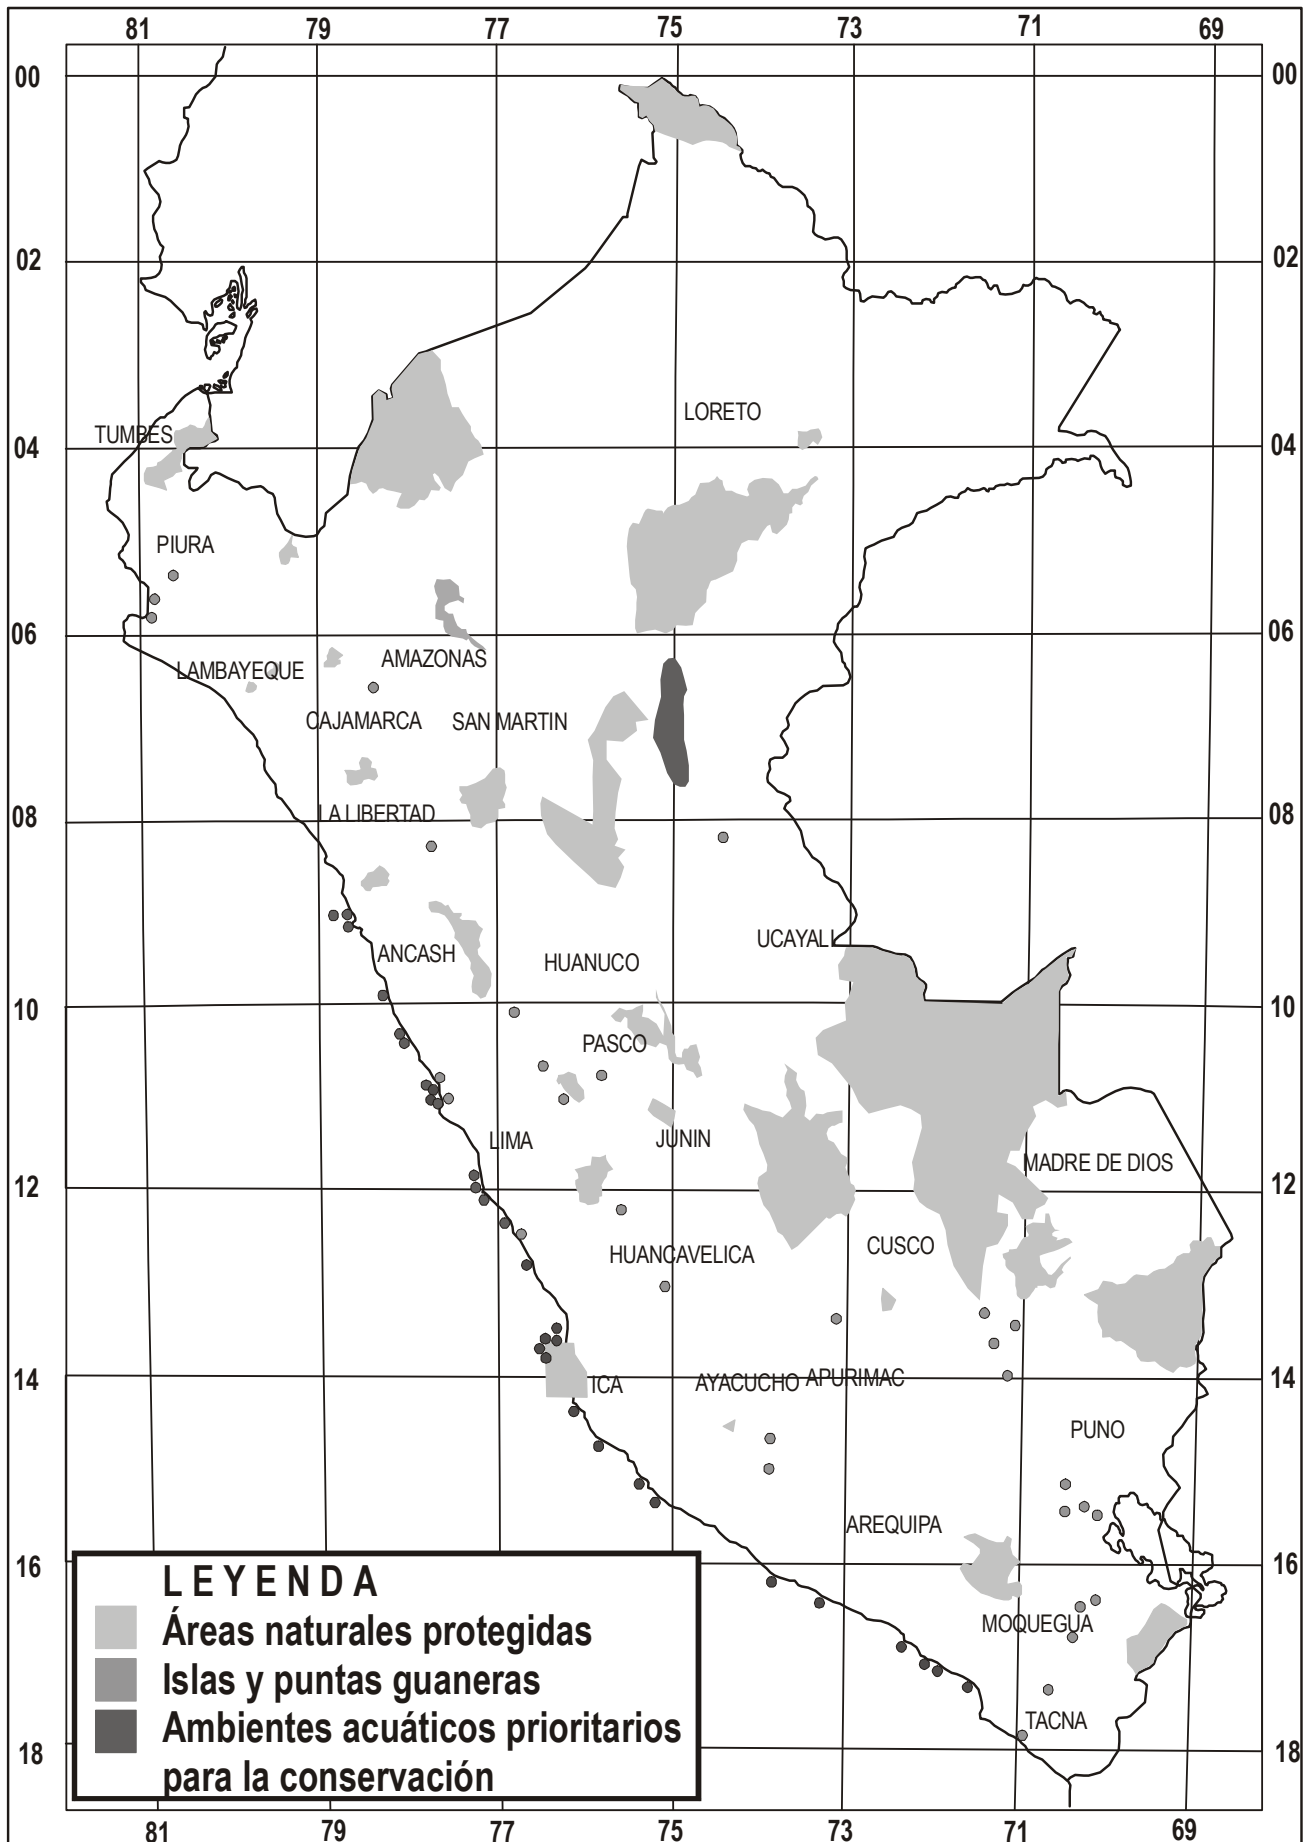 81 79 77 75 73 71 69
00 00
02 02
LORETO
TUMBES
04 04
PIURA
06 06
AMAZONAS
LAMBAYEQUE
CAJAMARCA SAN MARTIN
LA LIBERTAD
08 08
UCAYALI
ANCASH
HUANUCO
10 10
PASCO
LIMA
JUNIN
MADRE DE DIOS
12 12
CUSCO
HUANCAVELICA
14 14
ICA
AYACUCHO APURIMAC
PUNO
AREQUIPA
16 16
MOQUEGUA
TACNA
18 18
LEYENDA
Áreas naturales protegidas
Islas y puntas guaneras
Ambientes acuáticos prioritarios
para la conservación
81 79 77 75 73 71 69